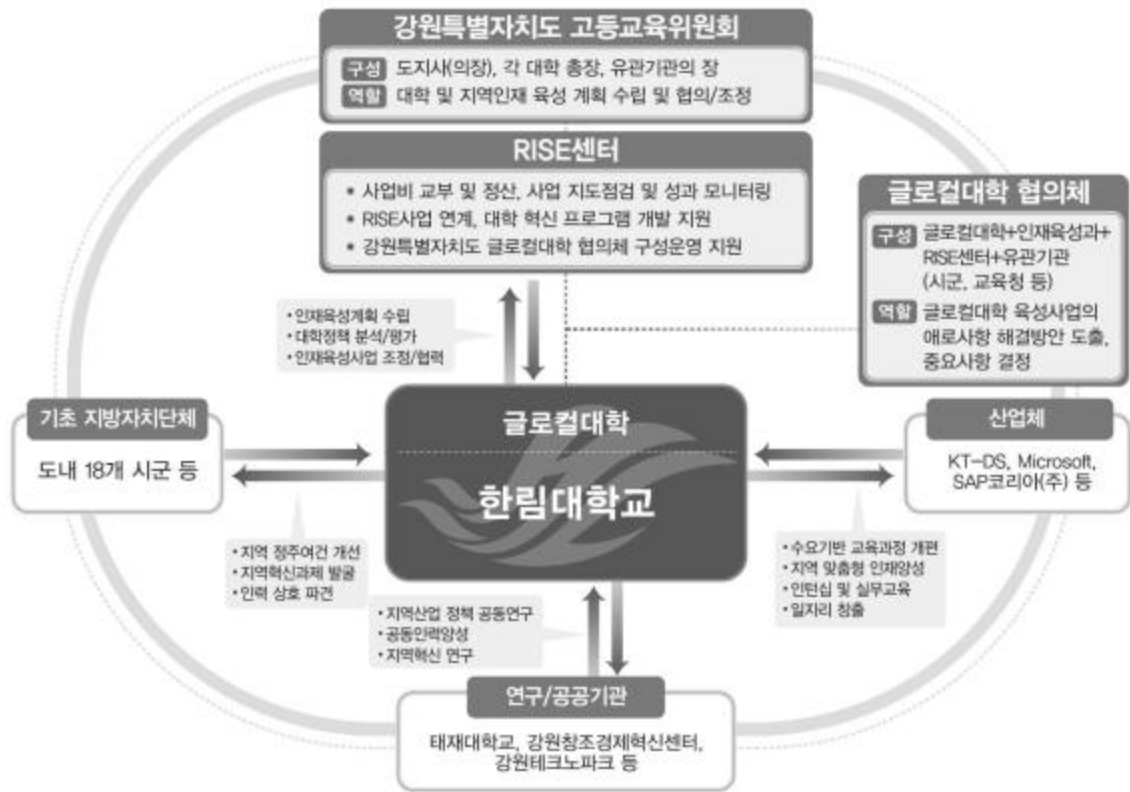 강원특별자치도 고등교육위원회
구성 도지사(의장), 각 대학 총장, 유관기관의 장
역할 대학 및 지역인재 육성 계획 수립 및 협의/조정
RISE센터
• 사업비 교부 및 정산, 사업 지도점검 및 성과 모니터링
• RISE사업 연계, 대학 혁신 프로그램 개발 지원
• 강원특별자치도 글로컬대학 협의체 구성운영 지원
글로컬대학 협의체
구성 글로컬대학+인재육성과+
RISE센터+유관기관
(시군, 교육청 등)
역할 글로컬대학 육성사업의
애로사항 해결방안 도출,
중요사항 결정
• 인재육성계획 수립
• 대학정책 분석/평가
• 인재육성사업 조정/협력
기초 지방자치단체
도내 18개 시군 등
글로컬대학
한림대학교
산업체
KT-DS, Microsoft,
SAP코리아(주) 등
• 지역 정주여건 개선
• 지역혁신과제 발굴
• 인력 상호 파견
• 지역산업 정책 공동연구
• 공동인력양성
• 지역혁신 연구
• 수요기반 교육과정 개편
• 지역 맞춤형 인재양성
• 인턴십 및 실무교육
• 일자리 창출
연구/공공기관
태재대학교, 강원창조경제혁신센터,
강원테크노파크 등